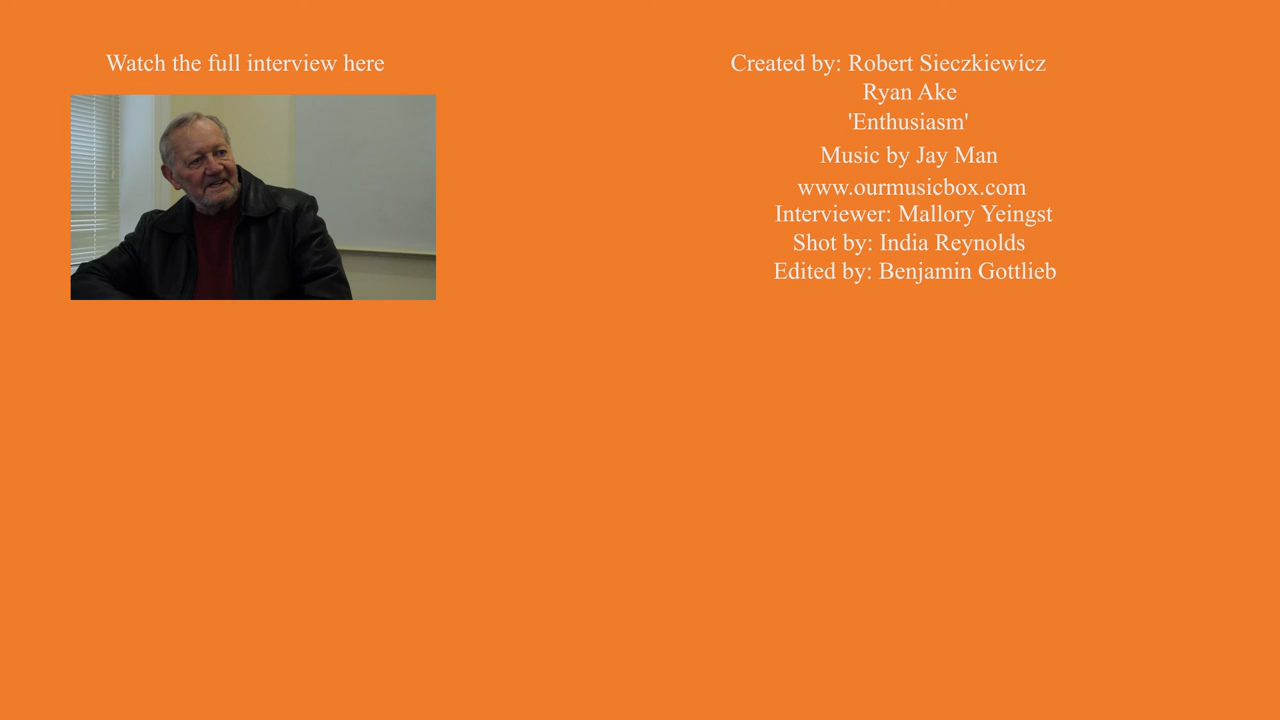 Watch the full interview here
Created by: Robert Sieczkiewicz
Ryan Ake
'Enthusiasm'
Music by Jay Man
www.ourmusicbox.com
Interviewer: Mallory Yeingst
Shot by: India Reynolds
Edited by: Benjamin Gottlieb